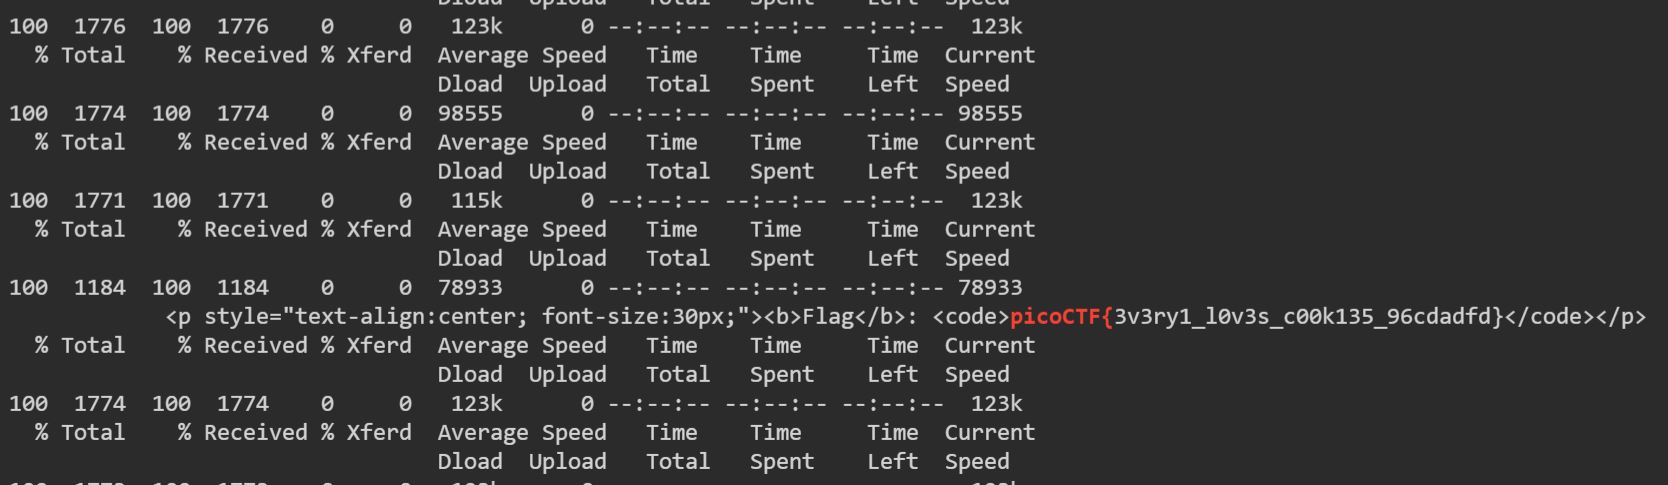 Dload  Upload   Total   Spent    Left  Speed
100  1776  100  1776    0     0   123k      0 --:--:-- --:--:-- --:--:--  123k
  % Total    % Received % Xferd  Average Speed   Time    Time     Time  Current
                                 Dload  Upload   Total   Spent    Left  Speed
100  1774  100  1774    0     0  98555      0 --:--:-- --:--:-- --:--:-- 98555
  % Total    % Received % Xferd  Average Speed   Time    Time     Time  Current
                                 Dload  Upload   Total   Spent    Left  Speed
100  1771  100  1771    0     0   115k      0 --:--:-- --:--:-- --:--:--  123k
  % Total    % Received % Xferd  Average Speed   Time    Time     Time  Current
                                 Dload  Upload   Total   Spent    Left  Speed
100  1184  100  1184    0     0  78933      0 --:--:-- --:--:-- --:--:-- 78933
            <p style="text-align:center; font-size:30px;"><b>Flag</b>: <code>picoCTF{3v3ry1_l0v3s_c00k135_96cdadfd}</code></p>
  % Total    % Received % Xferd  Average Speed   Time    Time     Time  Current
                                 Dload  Upload   Total   Spent    Left  Speed
100  1774  100  1774    0     0   123k      0 --:--:-- --:--:-- --:--:--  123k
  % Total    % Received % Xferd  Average Speed   Time    Time     Time  Current
                                 Dload  Upload   Total   Spent    Left  Speed